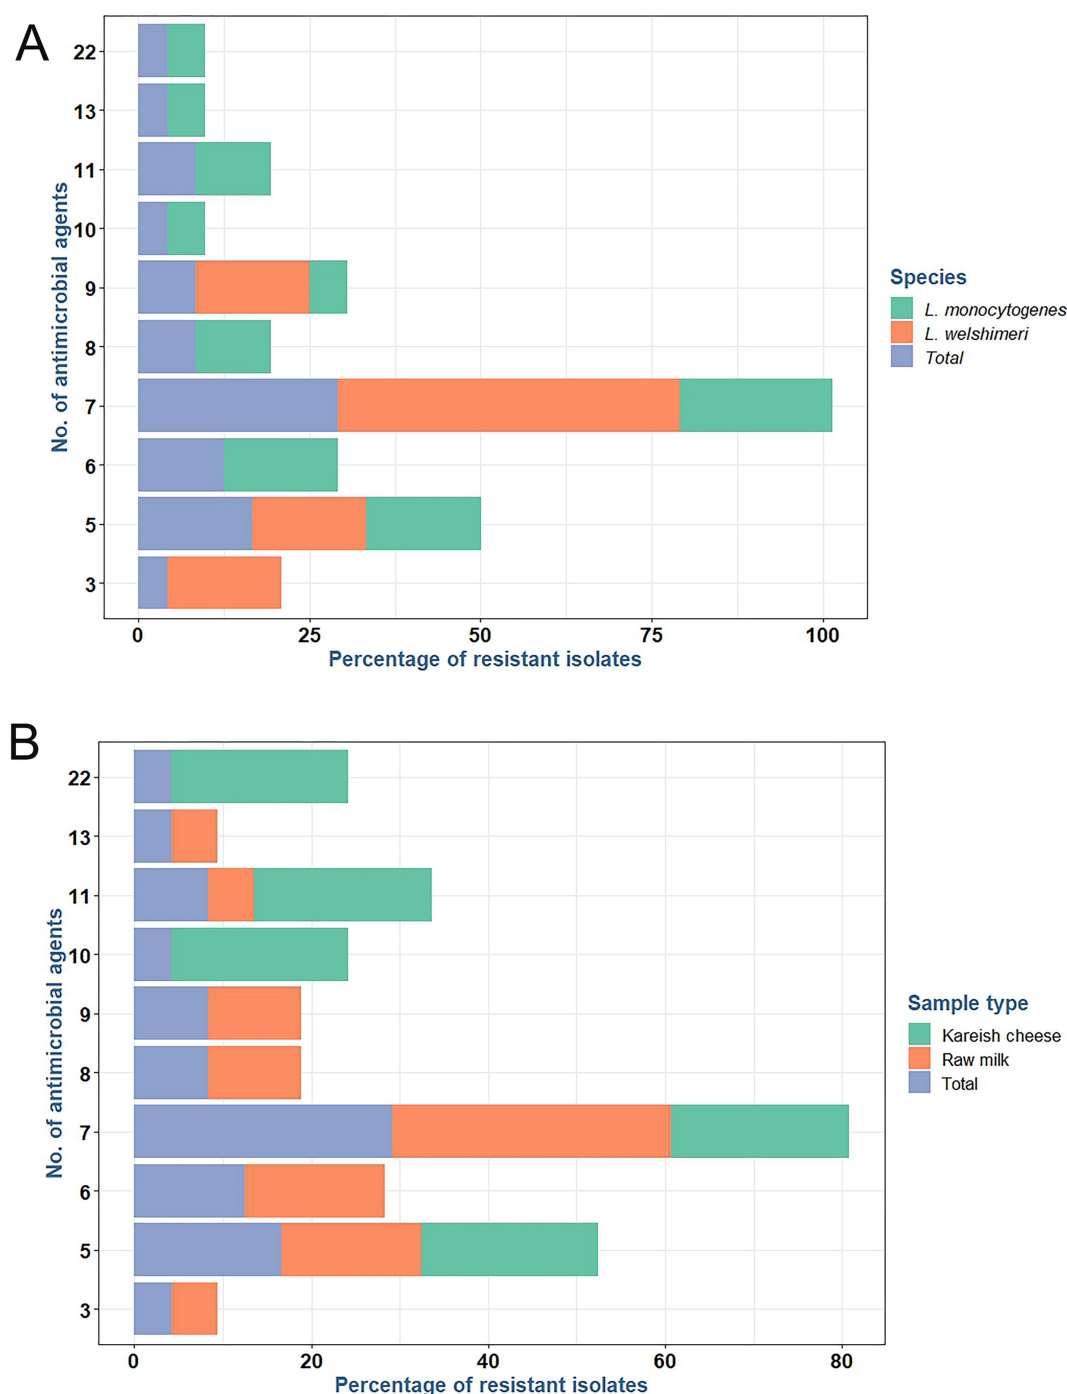 A
22
13
11
10
9
8
7
6
5
3
No. of antimicrobial agents
0 25 50 75 100
Percentage of resistant isolates
Species
L. monocytogenes
L. welshimeri
Total
B
22
13
11
10
9
8
7
6
5
3
No. of antimicrobial agents
0 20 40 60 80
Percentage of resistant isolates
Sample type
Kareish cheese
Raw milk
Total